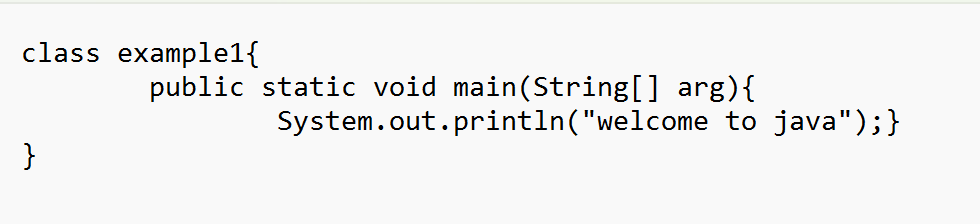 class example1{
        public static void main(String[] arg){
                System.out.println("welcome to java");}
}